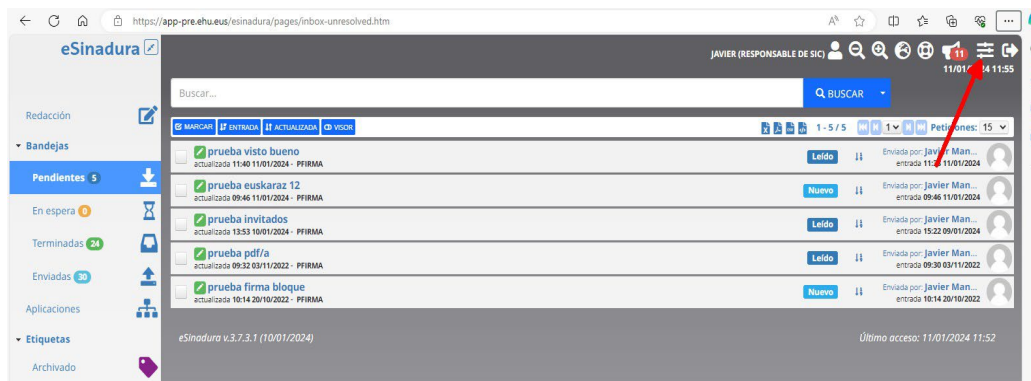 https://app-pre.ehu.eus/esinadura/pages/inbox-unresolved.htm
eSinadura
JAVIER (RESPONSABLE DE SIC)
11
11/01/ 24 11:55
Buscar...
BUSCAR
Redacción
MARCAR ENTRADA ACTUALIZADA VISOR
1 - 5 / 5 1 Peticiones: 15
Bandejas
prueba visto bueno
actualizada 11:40 11/01/2024 - PFIRMA
Leído
Enviada por: Javier Man...
entrada 11: 11/01/2024
Pendientes 5
prueba euskaraz 12
actualizada 09:46 11/01/2024 - PFIRMA
Nuevo
Enviada por: Javier Man...
entrada 09:46 11/01/2024
En espera 0
prueba invitados
actualizada 13:53 10/01/2024 - PFIRMA
Leído
Enviada por: Javier Man...
entrada 15:22 09/01/2024
Terminadas 24
prueba pdf/a
actualizada 09:32 03/11/2022 - PFIRMA
Leído
Enviada por: Javier Man...
entrada 09:30 03/11/2022
Enviadas 30
prueba firma bloque
actualizada 10:14 20/10/2022 - PFIRMA
Nuevo
Enviada por: Javier Man...
entrada 10:14 20/10/2022
Aplicaciones
Etiquetas
eSinadura v.3.7.3.1 (10/01/2024)
Último acceso: 11/01/2024 11:52
Archivado